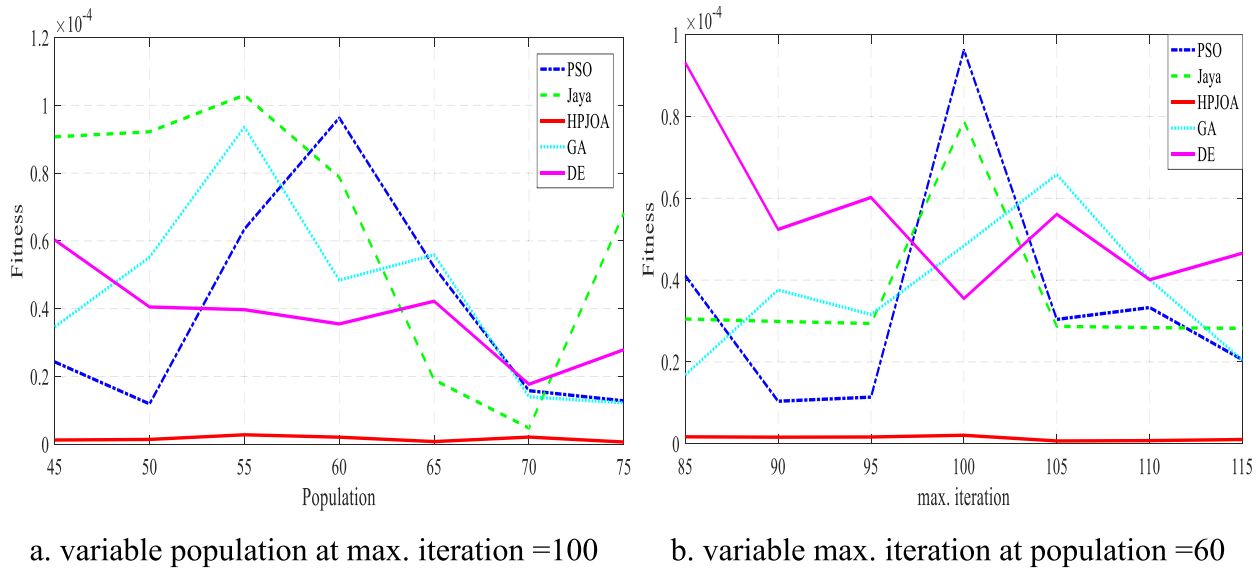 ×10-4
1.2
1
0.8
0.6
0.4
0.2
0
Fitness
45 50 55 60 65 70 75
Population
PSO
Jaya
HPJOA
GA
DE
a. variable population at max. iteration =100
×10-4
1
0.8
0.6
0.4
0.2
0
Fitness
85 90 95 100 105 110 115
max. iteration
PSO
Jaya
HPJOA
GA
DE
b. variable max. iteration at population =60